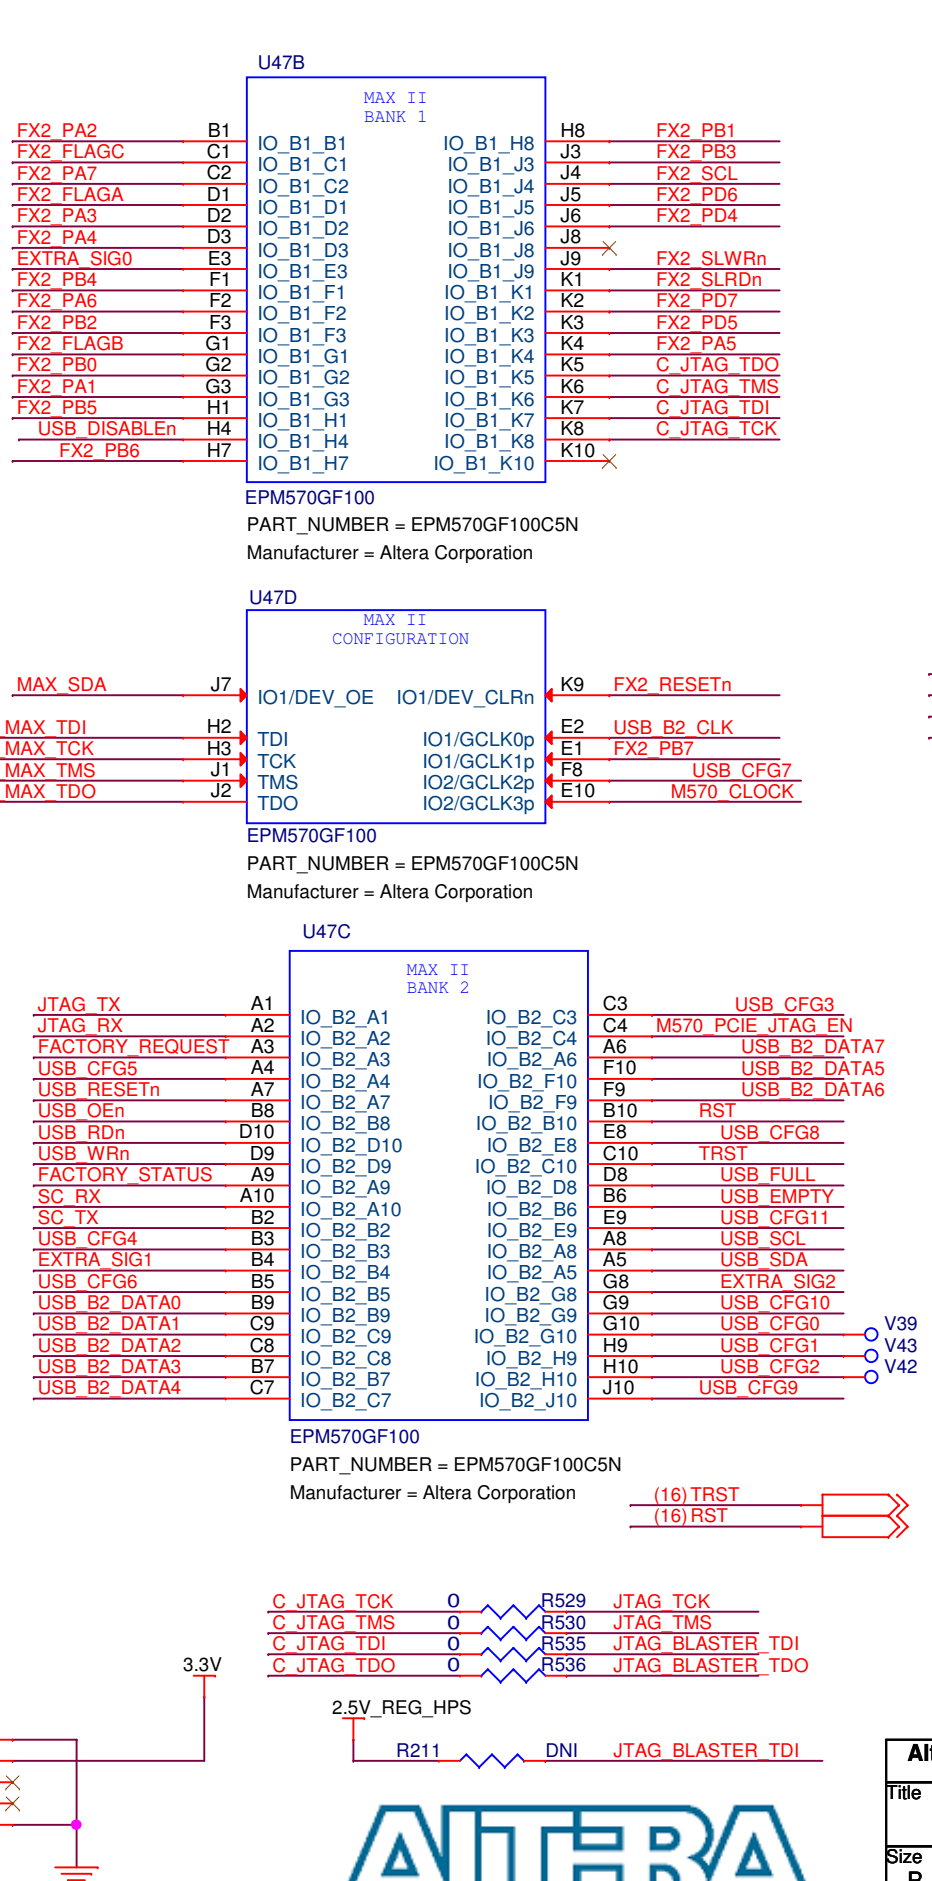 U47B
MAX II
BANK 1
FX2_PA2 B1 IO_B1_B1 IO_B1_H8 H8 FX2_PB1
FX2_FLAGC C1 IO_B1_C1 IO_B1_J3 J3 FX2_PB3
FX2_PA7 C2 IO_B1_C2 IO_B1_J4 J4 FX2_SCL
FX2_FLAGA D1 IO_B1_D1 IO_B1_J5 J5 FX2_PD6
FX2_PA3 D2 IO_B1_D2 IO_B1_J6 J6 FX2_PD4
FX2_PA4 D3 IO_B1_D3 IO_B1_J8 J8
EXTRA_SIG0 E3 IO_B1_E3 IO_B1_J9 J9 FX2_SLWRn
FX2_PB4 F1 IO_B1_F1 IO_B1_K1 K1 FX2_SLRDn
FX2_PA6 F2 IO_B1_F2 IO_B1_K2 K2 FX2_PD7
FX2_PB2 F3 IO_B1_F3 IO_B1_K3 K3 FX2_PD5
FX2_FLAGB G1 IO_B1_G1 IO_B1_K4 K4 FX2_PA5
FX2_PB0 G2 IO_B1_G2 IO_B1_K5 K5 C_JTAG_TDO
FX2_PA1 G3 IO_B1_G3 IO_B1_K6 K6 C_JTAG_TMS
FX2_PB5 H1 IO_B1_H1 IO_B1_K7 K7 C_JTAG_TDI
USB_DISABLEn H4 IO_B1_H4 IO_B1_K8 K8 C_JTAG_TCK
FX2_PB6 H7 IO_B1_H7 IO_B1_K10 K10
EPM570GF100
PART_NUMBER = EPM570GF100C5N
Manufacturer = Altera Corporation
U47D
MAX II
CONFIGURATION
MAX_SDA J7 IO1/DEV_OE IO1/DEV_CLRn K9 FX2_RESETn
MAX_TDI H2 TDI IO1/GCLK0p E2 USB_B2_CLK
MAX_TCK H3 TCK IO1/GCLK1p E1 FX2_PB7
MAX_TMS J1 TMS IO2/GCLK2p F8 USB_CFG7
MAX_TDO J2 TDO IO2/GCLK3p E10 M570_CLOCK
EPM570GF100
PART_NUMBER = EPM570GF100C5N
Manufacturer = Altera Corporation
U47C
MAX II
BANK 2
JTAG_TX A1 IO_B2_A1 IO_B2_C3 C3 USB_CFG3
JTAG_RX A2 IO_B2_A2 IO_B2_C4 C4 M570_PCIE_JTAG_EN
FACTORY_REQUEST A3 IO_B2_A3 IO_B2_A6 A6 USB_B2_DATA7
USB_CFG5 A4 IO_B2_A4 IO_B2_F10 F10 USB_B2_DATA5
USB_RESETn A7 IO_B2_A7 IO_B2_F9 F9 USB_B2_DATA6
USB_OEn B8 IO_B2_B8 IO_B2_B10 B10 RST
USB_RDn D10 IO_B2_D10 IO_B2_E8 E8 USB_CFG8
USB_WRn D9 IO_B2_D9 IO_B2_C10 C10 TRST
FACTORY_STATUS A9 IO_B2_A9 IO_B2_D8 D8 USB_FULL
SC_RX A10 IO_B2_A10 IO_B2_B6 B6 USB_EMPTY
SC_TX B2 IO_B2_B2 IO_B2_E9 E9 USB_CFG11
USB_CFG4 B3 IO_B2_B3 IO_B2_A8 A8 USB_SCL
EXTRA_SIG1 B4 IO_B2_B4 IO_B2_A5 A5 USB_SDA
USB_CFG6 B5 IO_B2_B5 IO_B2_G8 G8 EXTRA_SIG2
USB_B2_DATA0 B9 IO_B2_B9 IO_B2_G9 G9 USB_CFG10
USB_B2_DATA1 C9 IO_B2_C9 IO_B2_G10 G10 USB_CFG0 V39
USB_B2_DATA2 C8 IO_B2_C8 IO_B2_H9 H9 USB_CFG1 V43
USB_B2_DATA3 B7 IO_B2_B7 IO_B2_H10 H10 USB_CFG2 V42
USB_B2_DATA4 C7 IO_B2_C7 IO_B2_J10 J10 USB_CFG9
EPM570GF100
PART_NUMBER = EPM570GF100C5N
Manufacturer = Altera Corporation
(16) TRST
(16) RST
C_JTAG_TCK 0 R529 JTAG_TCK
C_JTAG_TMS 0 R530 JTAG_TMS
C_JTAG_TDI 0 R535 JTAG_BLASTER_TDI
C_JTAG_TDO 0 R536 JTAG_BLASTER_TDO
3.3V
2.5V_REG_HPS
R211 DNI JTAG_BLASTER_TDI
Title
Size
ALTERA